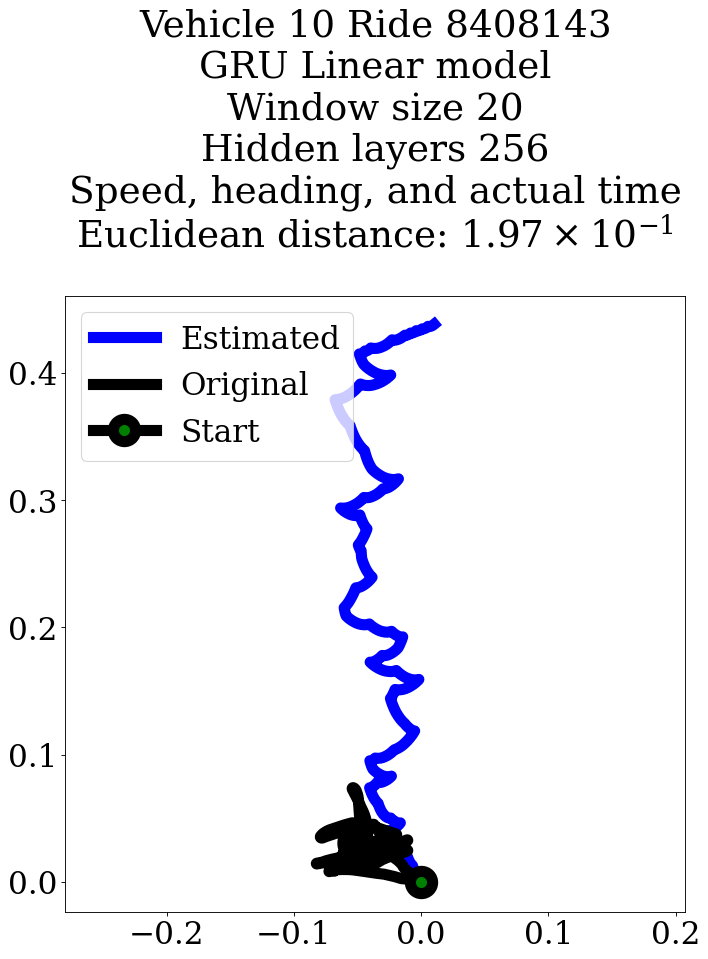 Vehicle 10 Ride 8408143
GRU Linear model
Window size 20
Hidden layers 256
Speed, heading, and actual time
Euclidean distance: 1.97 × 10⁻¹
Estimated
Original
Start
0.4
0.3
0.2
0.1
0.0
−0.2 −0.1 0.0 0.1 0.2